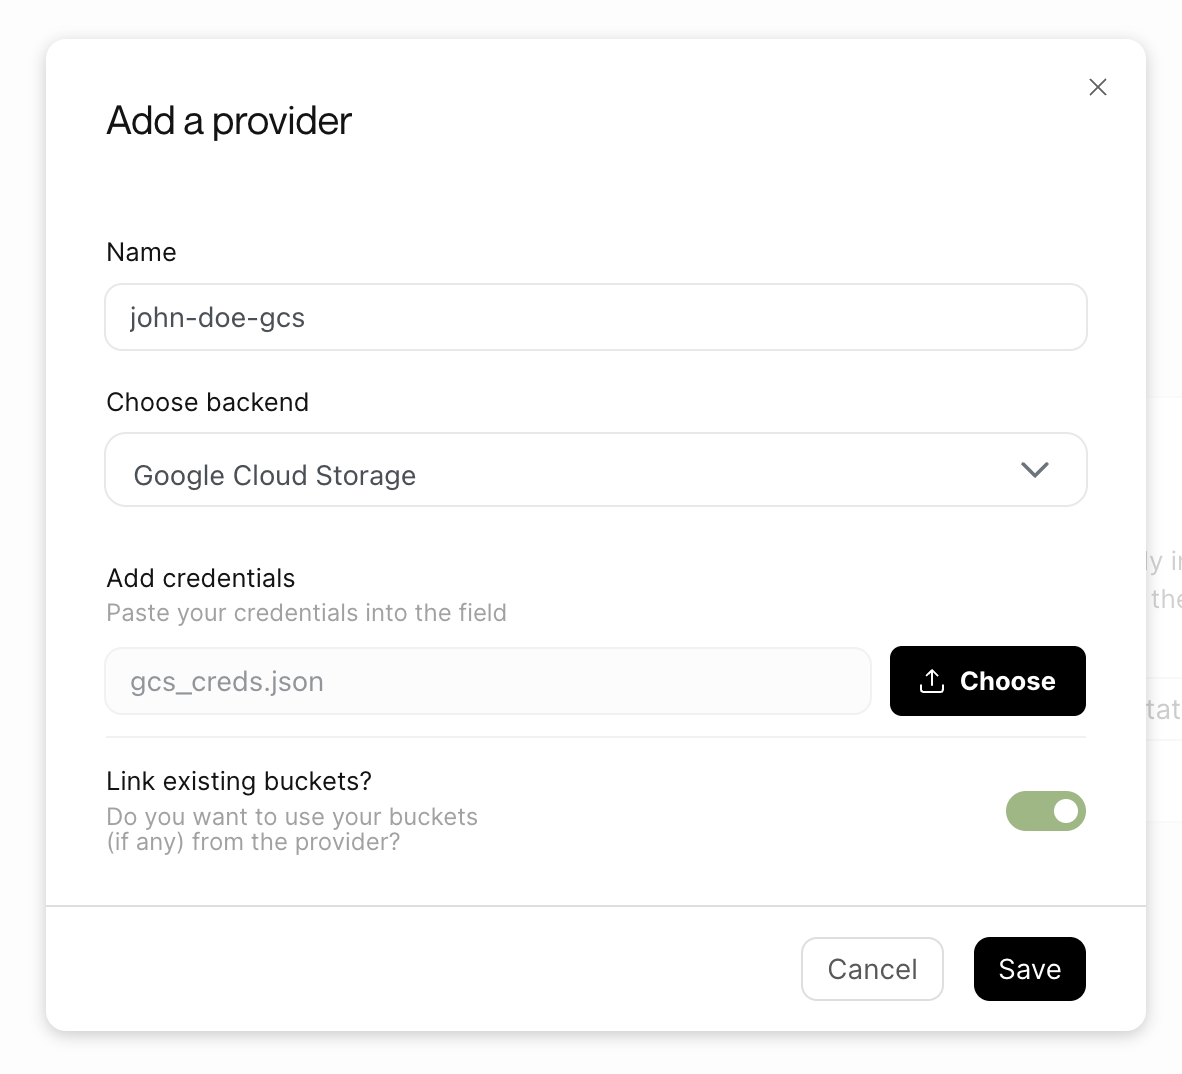 Add a provider
Name
john-doe-gcs
Choose backend
Google Cloud Storage
ly in
the
Add credentials
Paste your credentials into the field
gcs_creds.json
Choose
tat
Link existing buckets?
Do you want to use your buckets
(if any) from the provider?
Cancel
Save